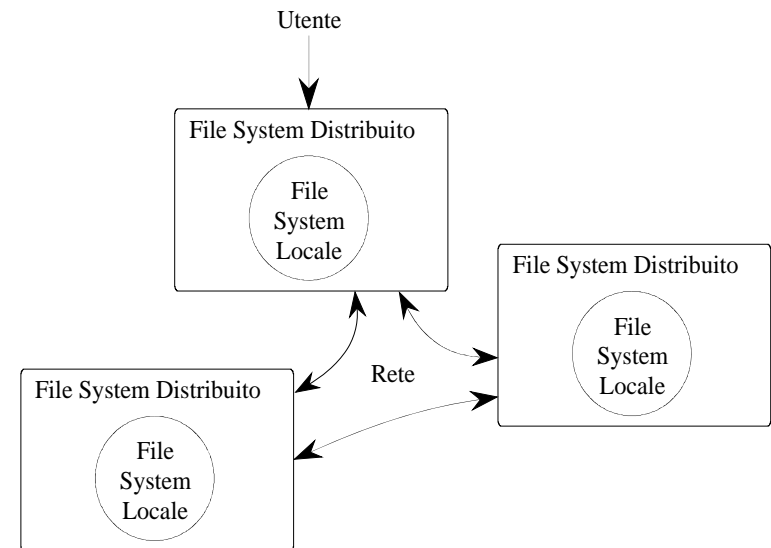 Utente
File System Distribuito
File
System
Locale
File System Distribuito
File
System
Locale
Rete
File System Distribuito
File
System
Locale